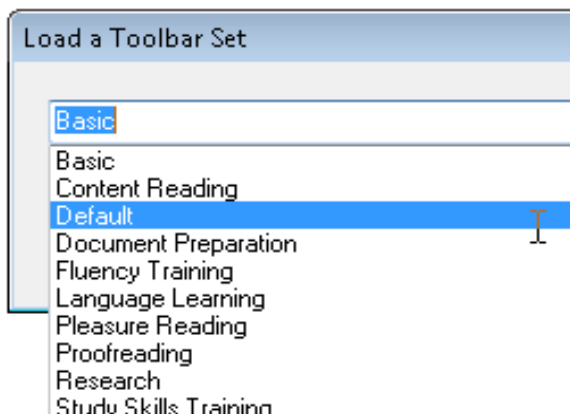 Load a Toolbar Set
Basic
Basic
Content Reading
Default
Document Preparation
Fluency Training
Language Learning
Pleasure Reading
Proofreading
Research
Study Skills Training